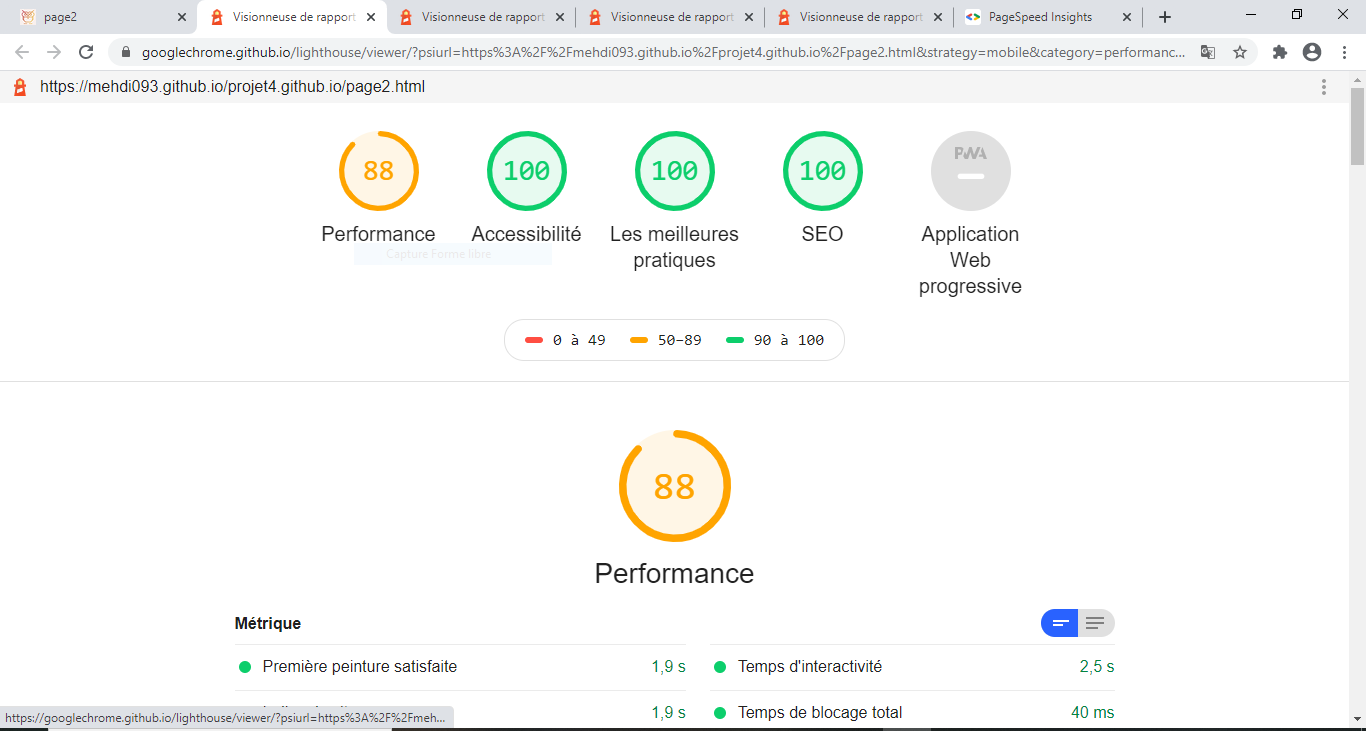 page2
Visionneuse de rapport
Visionneuse de rapport
Visionneuse de rapport
Visionneuse de rapport
PageSpeed Insights
googlechrome.github.io/lighthouse/viewer/?psiurl=https%3A%2F%2Fmehdi093.github.io%2Fprojet4.github.io%2Fpage2.html&strategy=mobile&category=performanc...
https://mehdi093.github.io/projet4.github.io/page2.html
88
100
100
100
PWA
Performance
Accessibilité
Les meilleures
pratiques
SEO
Application
Web
progressive
Capture Forme libre
0 à 49
50–89
90 à 100
88
Performance
Métrique
Première peinture satisfaite
1,9 s
Temps d'interactivité
2,5 s
1,9 s
Temps de blocage total
40 ms
https://googlechrome.github.io/lighthouse/viewer/?psiurl=https%3A%2F%2Fmeh...